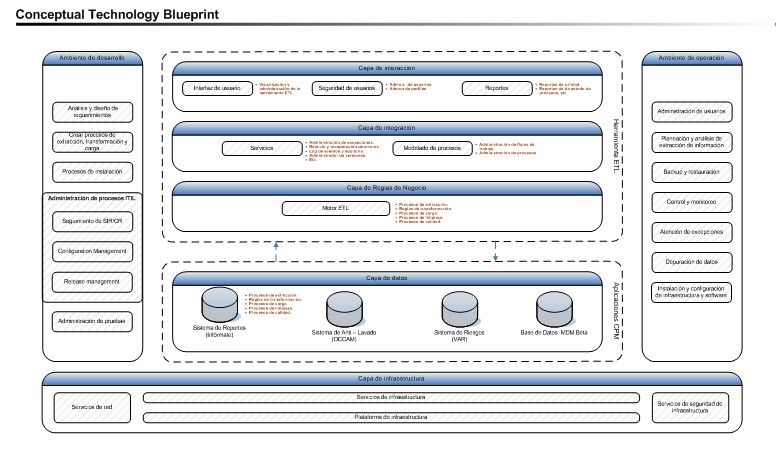 Conceptual Technology Blueprint
Ambiente de desarrollo
Análisis y diseño de
requerimientos
Crear procesos de
extracción, transformación y
carga
Procesos de instalación
Administración de procesos ITIL
Seguimiento de SIR/CR
Configuration Management
Release management
Administración de pruebas
Capa de interacción
Interfaz de usuario
• Visualización y
administración de la
herramienta ETL
Seguridad de usuarios
• Admon. de usuarios
• Admon de perfiles
Reportes
• Reportes de calidad
• Reportes de de estado de
procesos, etc
Capa de integración
Servicios
• Administración de excepciones.
• Reinicio y recuperación de errores.
• Log de eventos y auditoria.
• Administrador de versiones.
• Etc.
Modelado de procesos
• Administración de flujos de
trabajo
• Administración de procesos
Capa de Reglas de Negocio
Motor ETL
• Procesos de extracción.
• Reglas de transformación.
• Procesos de carga.
• Procesos de limpieza.
• Procesos de calidad.
Herramienta ETL
Capa de datos
• Procesos de extracción.
• Reglas de transformación.
• Procesos de carga.
• Procesos de limpieza.
• Procesos de calidad.
Sistema de Reportes
(Infórmate)
Sistema de Anti – Lavado
(OCCAM)
Sistema de Riesgos
(VAR)
Base de Datos MDM Beta
Aplicaciones CPM
Ambiente de operación
Administración de usuarios
Planeación y análisis de
extracción de información
Backup y restauración
Control y monitoreo
Atención de excepciones
Depuración de datos
Instalación y configuración
de infraestructura y software
Capa de infraestructura
Servicios de red
Servicios de infraestructura
Plataforma de infraestructura
Servicios de seguridad de
infraestructura